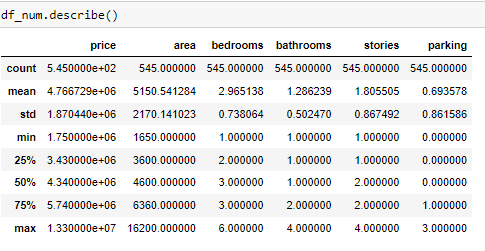 df_num.describe()
price area bedrooms bathrooms stories parking
count 5.450000e+02 545.000000 545.000000 545.000000 545.000000 545.000000
mean 4.766729e+06 5150.541284 2.965138 1.286239 1.805505 0.693578
std 1.870440e+06 2170.141023 0.738064 0.502470 0.867492 0.861586
min 1.750000e+06 1650.000000 1.000000 1.000000 1.000000 0.000000
25% 3.430000e+06 3600.000000 2.000000 1.000000 1.000000 0.000000
50% 4.340000e+06 4600.000000 3.000000 1.000000 2.000000 0.000000
75% 5.740000e+06 6360.000000 3.000000 2.000000 2.000000 1.000000
max 1.330000e+07 16200.000000 6.000000 4.000000 4.000000 3.000000